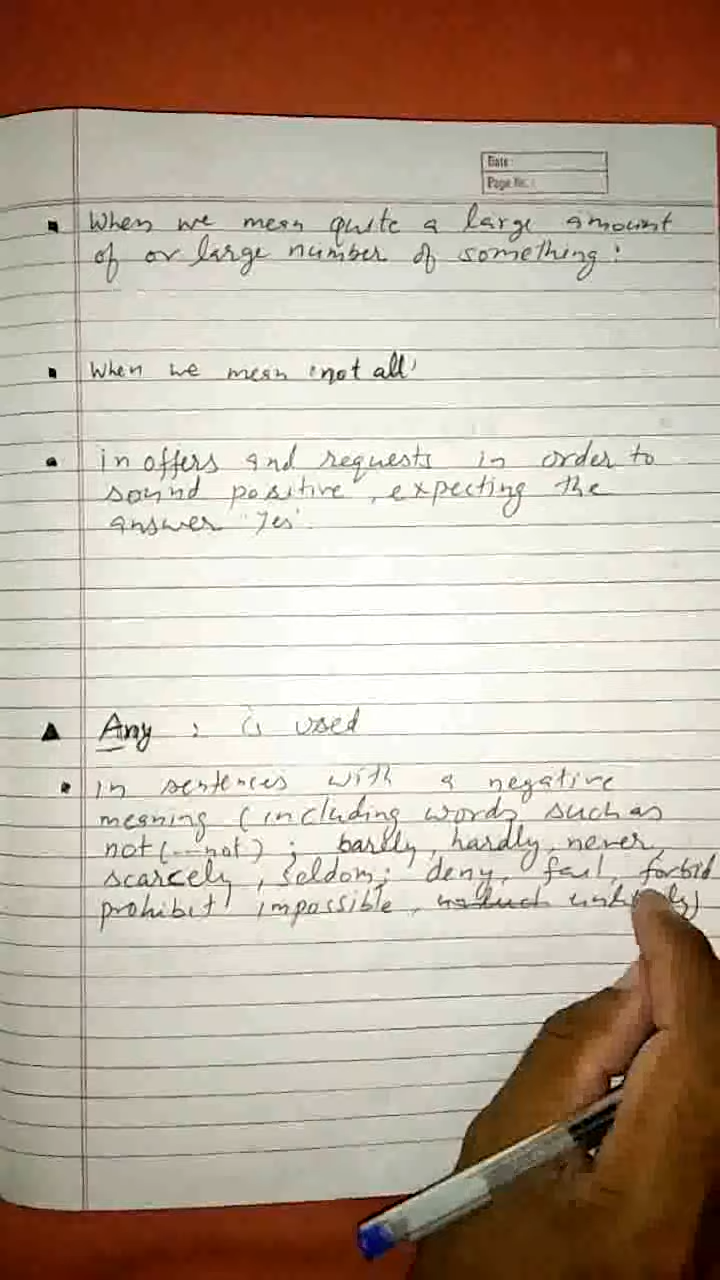 Date :
Page No. :
When we mean quite a large amount
of or large number of something :
When we mean 'not all'
in offers and requests in order to
sound positive, expecting the
answer 'Yes'.
Any : is used
in sentences with a negative
meaning (including words such as
not (--not) ; barely, hardly, never,
scarcely, seldom; deny, fail, forbid
prohibit impossible,